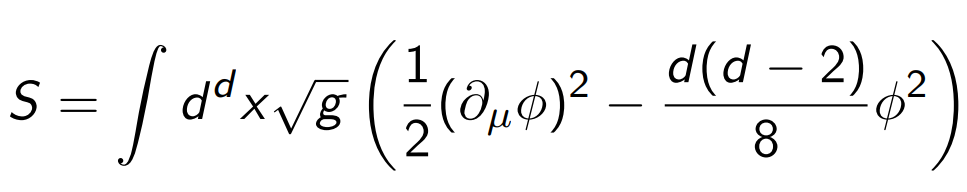 S = ∫ d^d x √g ( 1/2 (∂_μ ϕ)^2 − d(d − 2)/8 ϕ^2 )